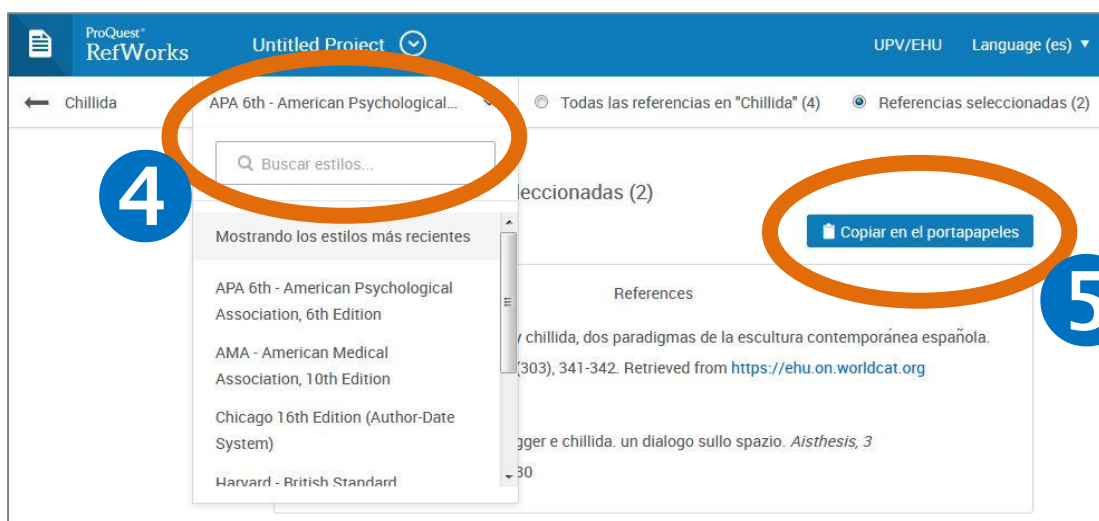 ProQuest®
RefWorks
Untitled Project
UPV/EHU
Language (es)
Chillida
APA 6th - American Psychological...
Todas las referencias en "Chillida" (4)
Referencias seleccionadas (2)
4
Buscar estilos...
leccionadas (2)
Copiar en el portapapeles
5
Mostrando los estilos más recientes
APA 6th - American Psychological
Association, 6th Edition
AMA - American Medical
Association, 10th Edition
Chicago 16th Edition (Author-Date
System)
Harvard - British Standard
References
y chillida, dos paradigmas de la escultura contemporánea española.
(303), 341-342. Retrieved from https://ehu.on.worldcat.org
gger e chillida. un dialogo sullo spazio. Aisthesis, 3
30